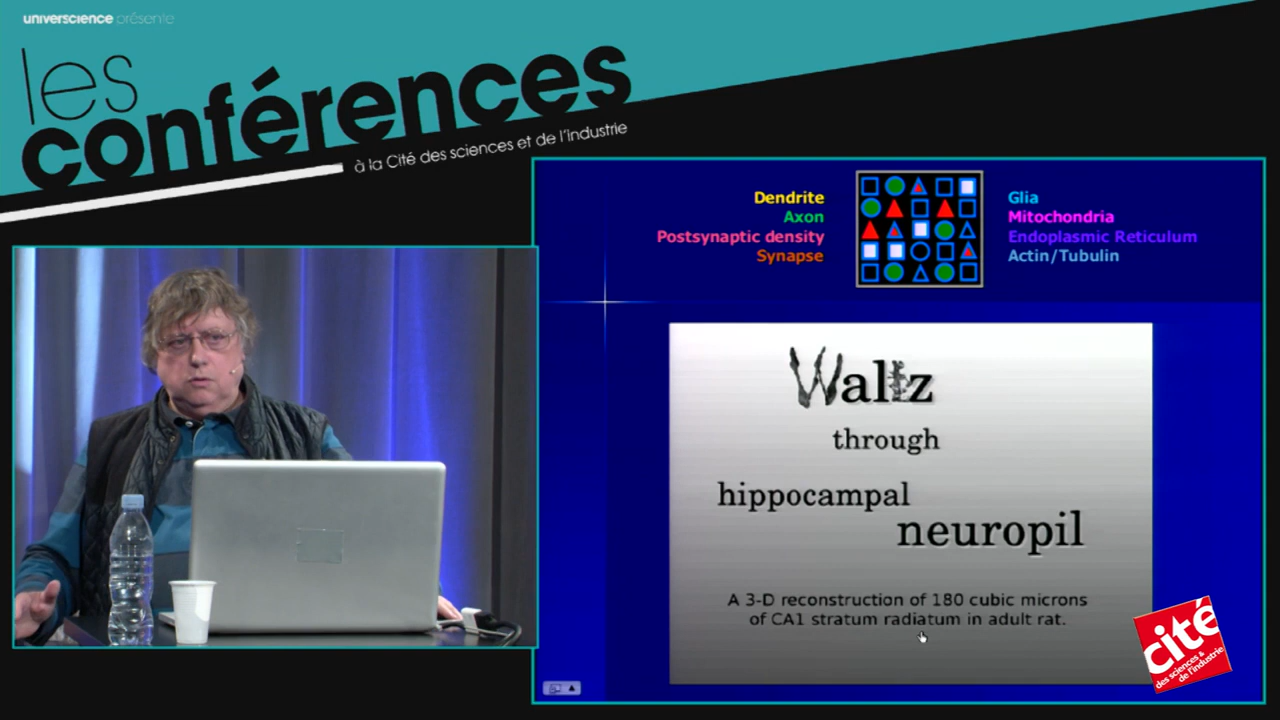 universcience présente
les
conférences
à la Cité des sciences et de l'industrie
Dendrite
Axon
Postsynaptic density
Synapse
Glia
Mitochondria
Endoplasmic Reticulum
Actin/Tubulin
Waltz
through
hippocampal
neuropil
A 3-D reconstruction of 180 cubic microns
of CA1 stratum radiatum in adult rat.
cité
des sciences &
de l'industrie